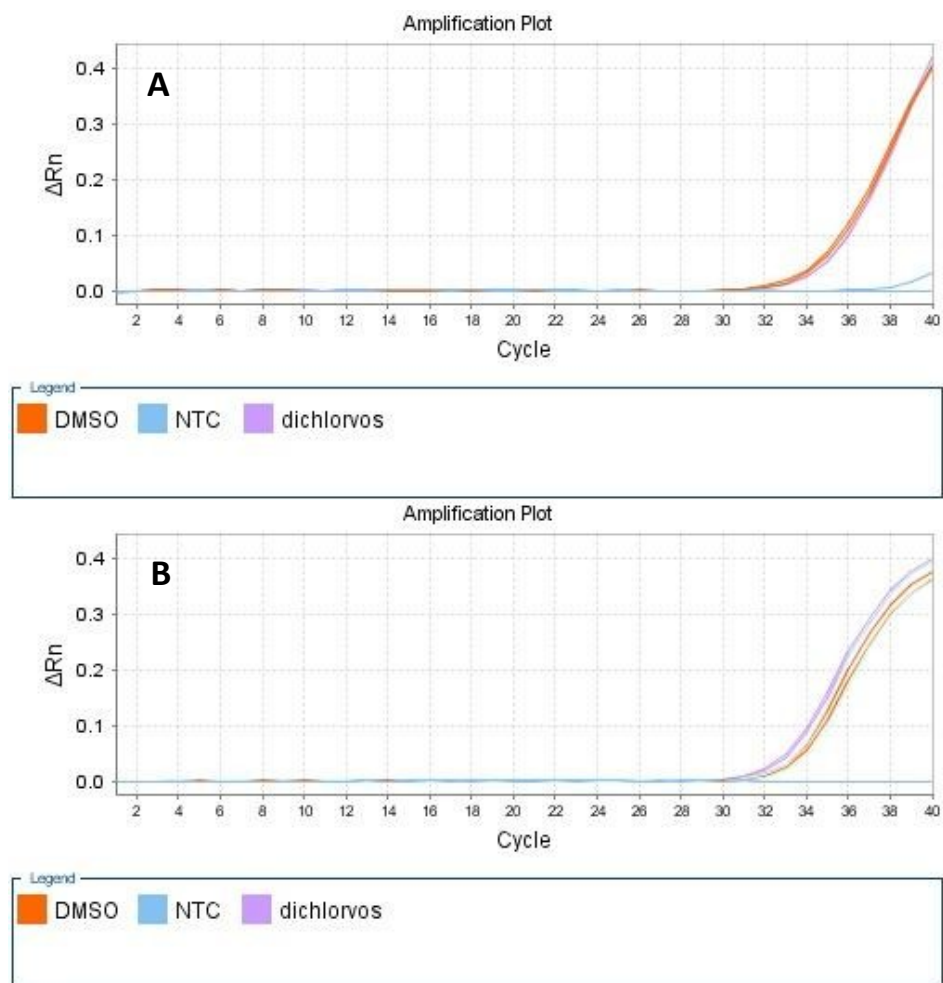 Amplification Plot
A
0.4
0.3
0.2
0.1
0.0
ΔRn
2 4 6 8 10 12 14 16 18 20 22 24 26 28 30 32 34 36 38 40
Cycle
Legend
DMSO NTC dichlorvos
Amplification Plot
B
0.4
0.3
0.2
0.1
0.0
ΔRn
2 4 6 8 10 12 14 16 18 20 22 24 26 28 30 32 34 36 38 40
Cycle
Legend
DMSO NTC dichlorvos